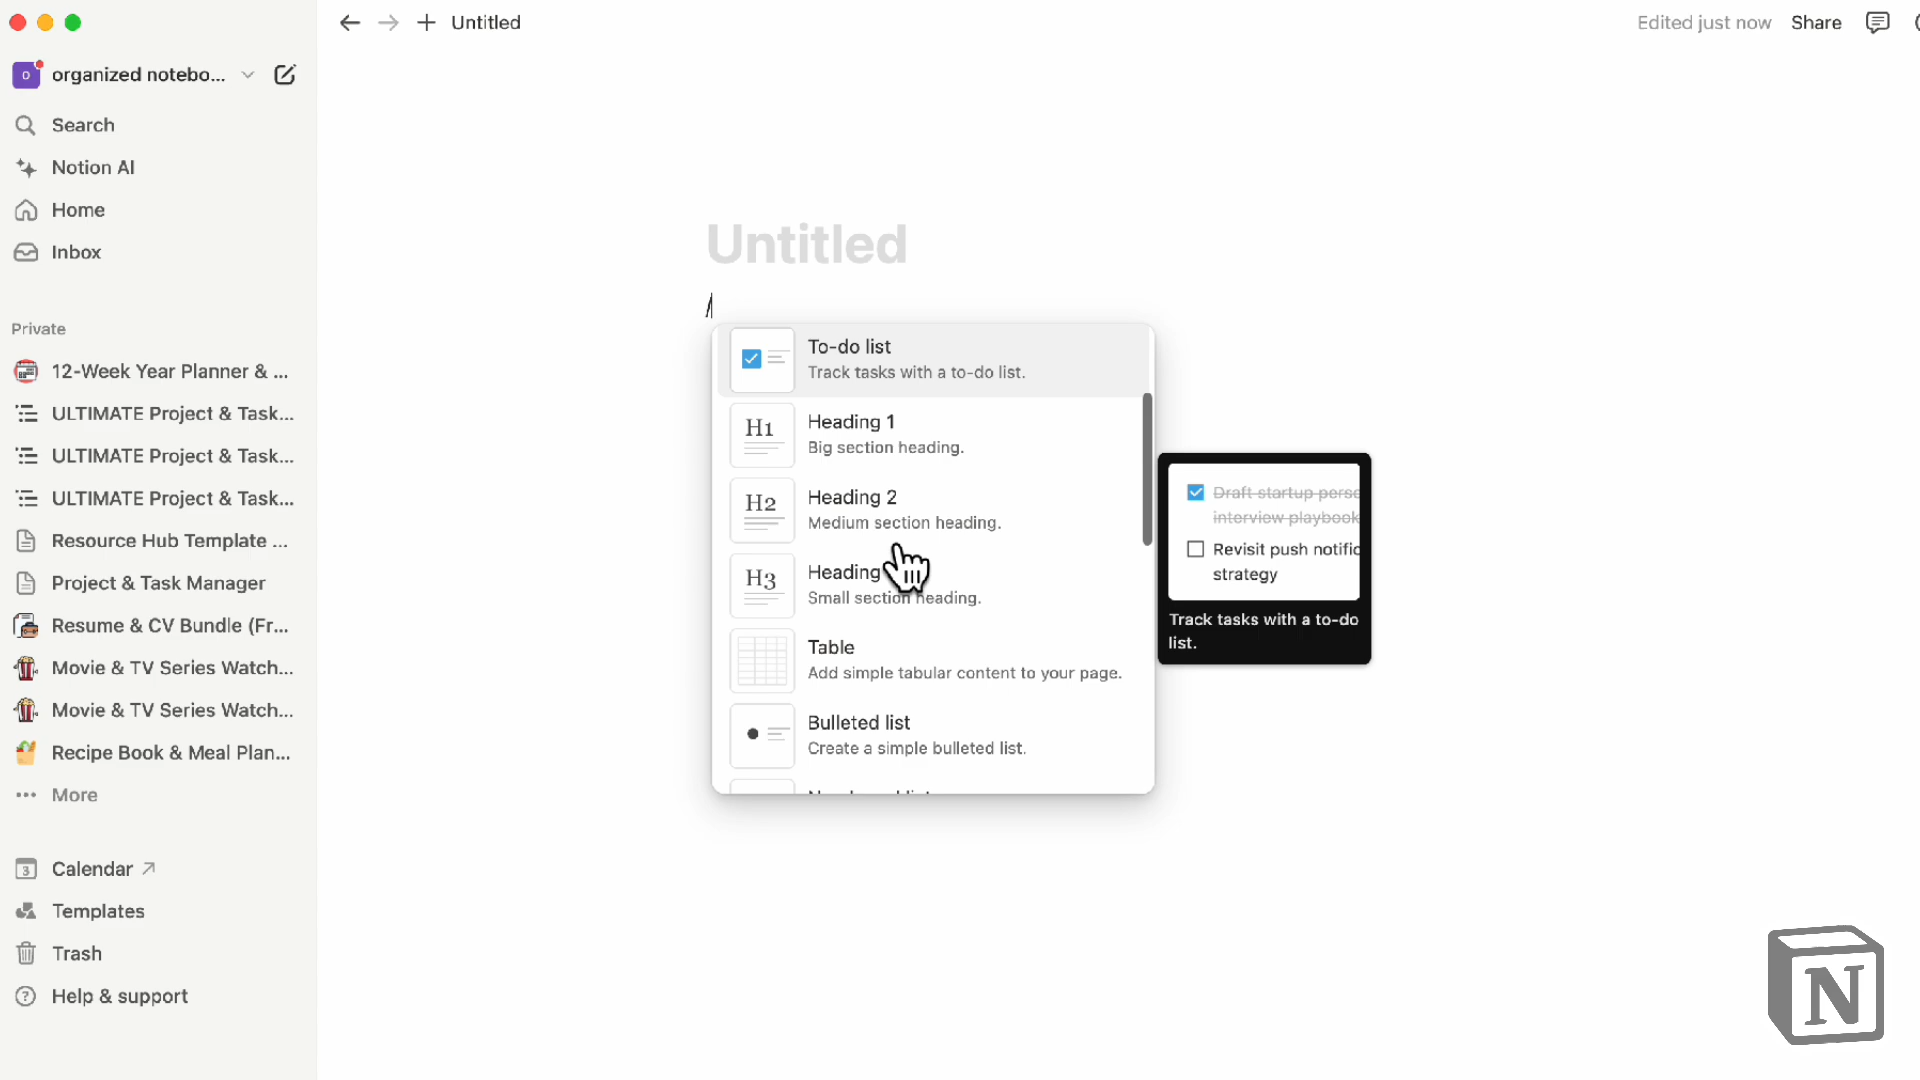 Untitled
Edited just now
Share
o
organized notebo...
Search
Notion AI
Home
Inbox
Private
12-Week Year Planner & ...
ULTIMATE Project & Task...
ULTIMATE Project & Task...
ULTIMATE Project & Task...
Resource Hub Template ...
Project & Task Manager
Resume & CV Bundle (Fr...
Movie & TV Series Watch...
Movie & TV Series Watch...
Recipe Book & Meal Plan...
More
3
Calendar
Templates
Trash
Help & support
Untitled
/
To-do list
Track tasks with a to-do list.
H1
Heading 1
Big section heading.
H2
Heading 2
Medium section heading.
H3
Heading
Small section heading.
Table
Add simple tabular content to your page.
Bulleted list
Create a simple bulleted list.
Draft startup perso
interview playbook
Revisit push notific
strategy
Track tasks with a to-do
list.
N